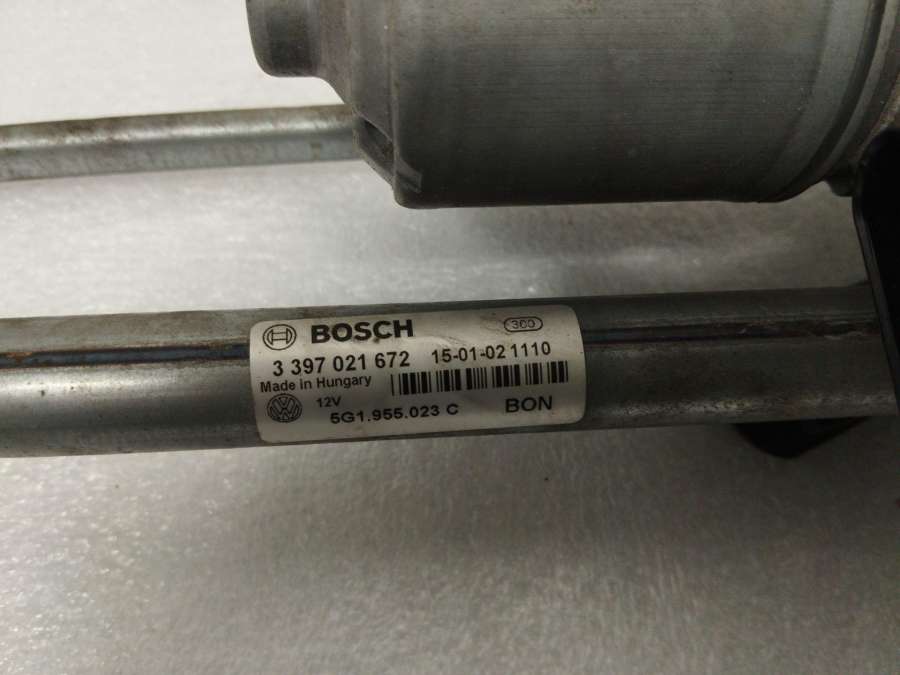 BOSCH 300
3 397 021 672 15-01-02 1110
Made in Hungary
12V
5G1.955.023 C BON